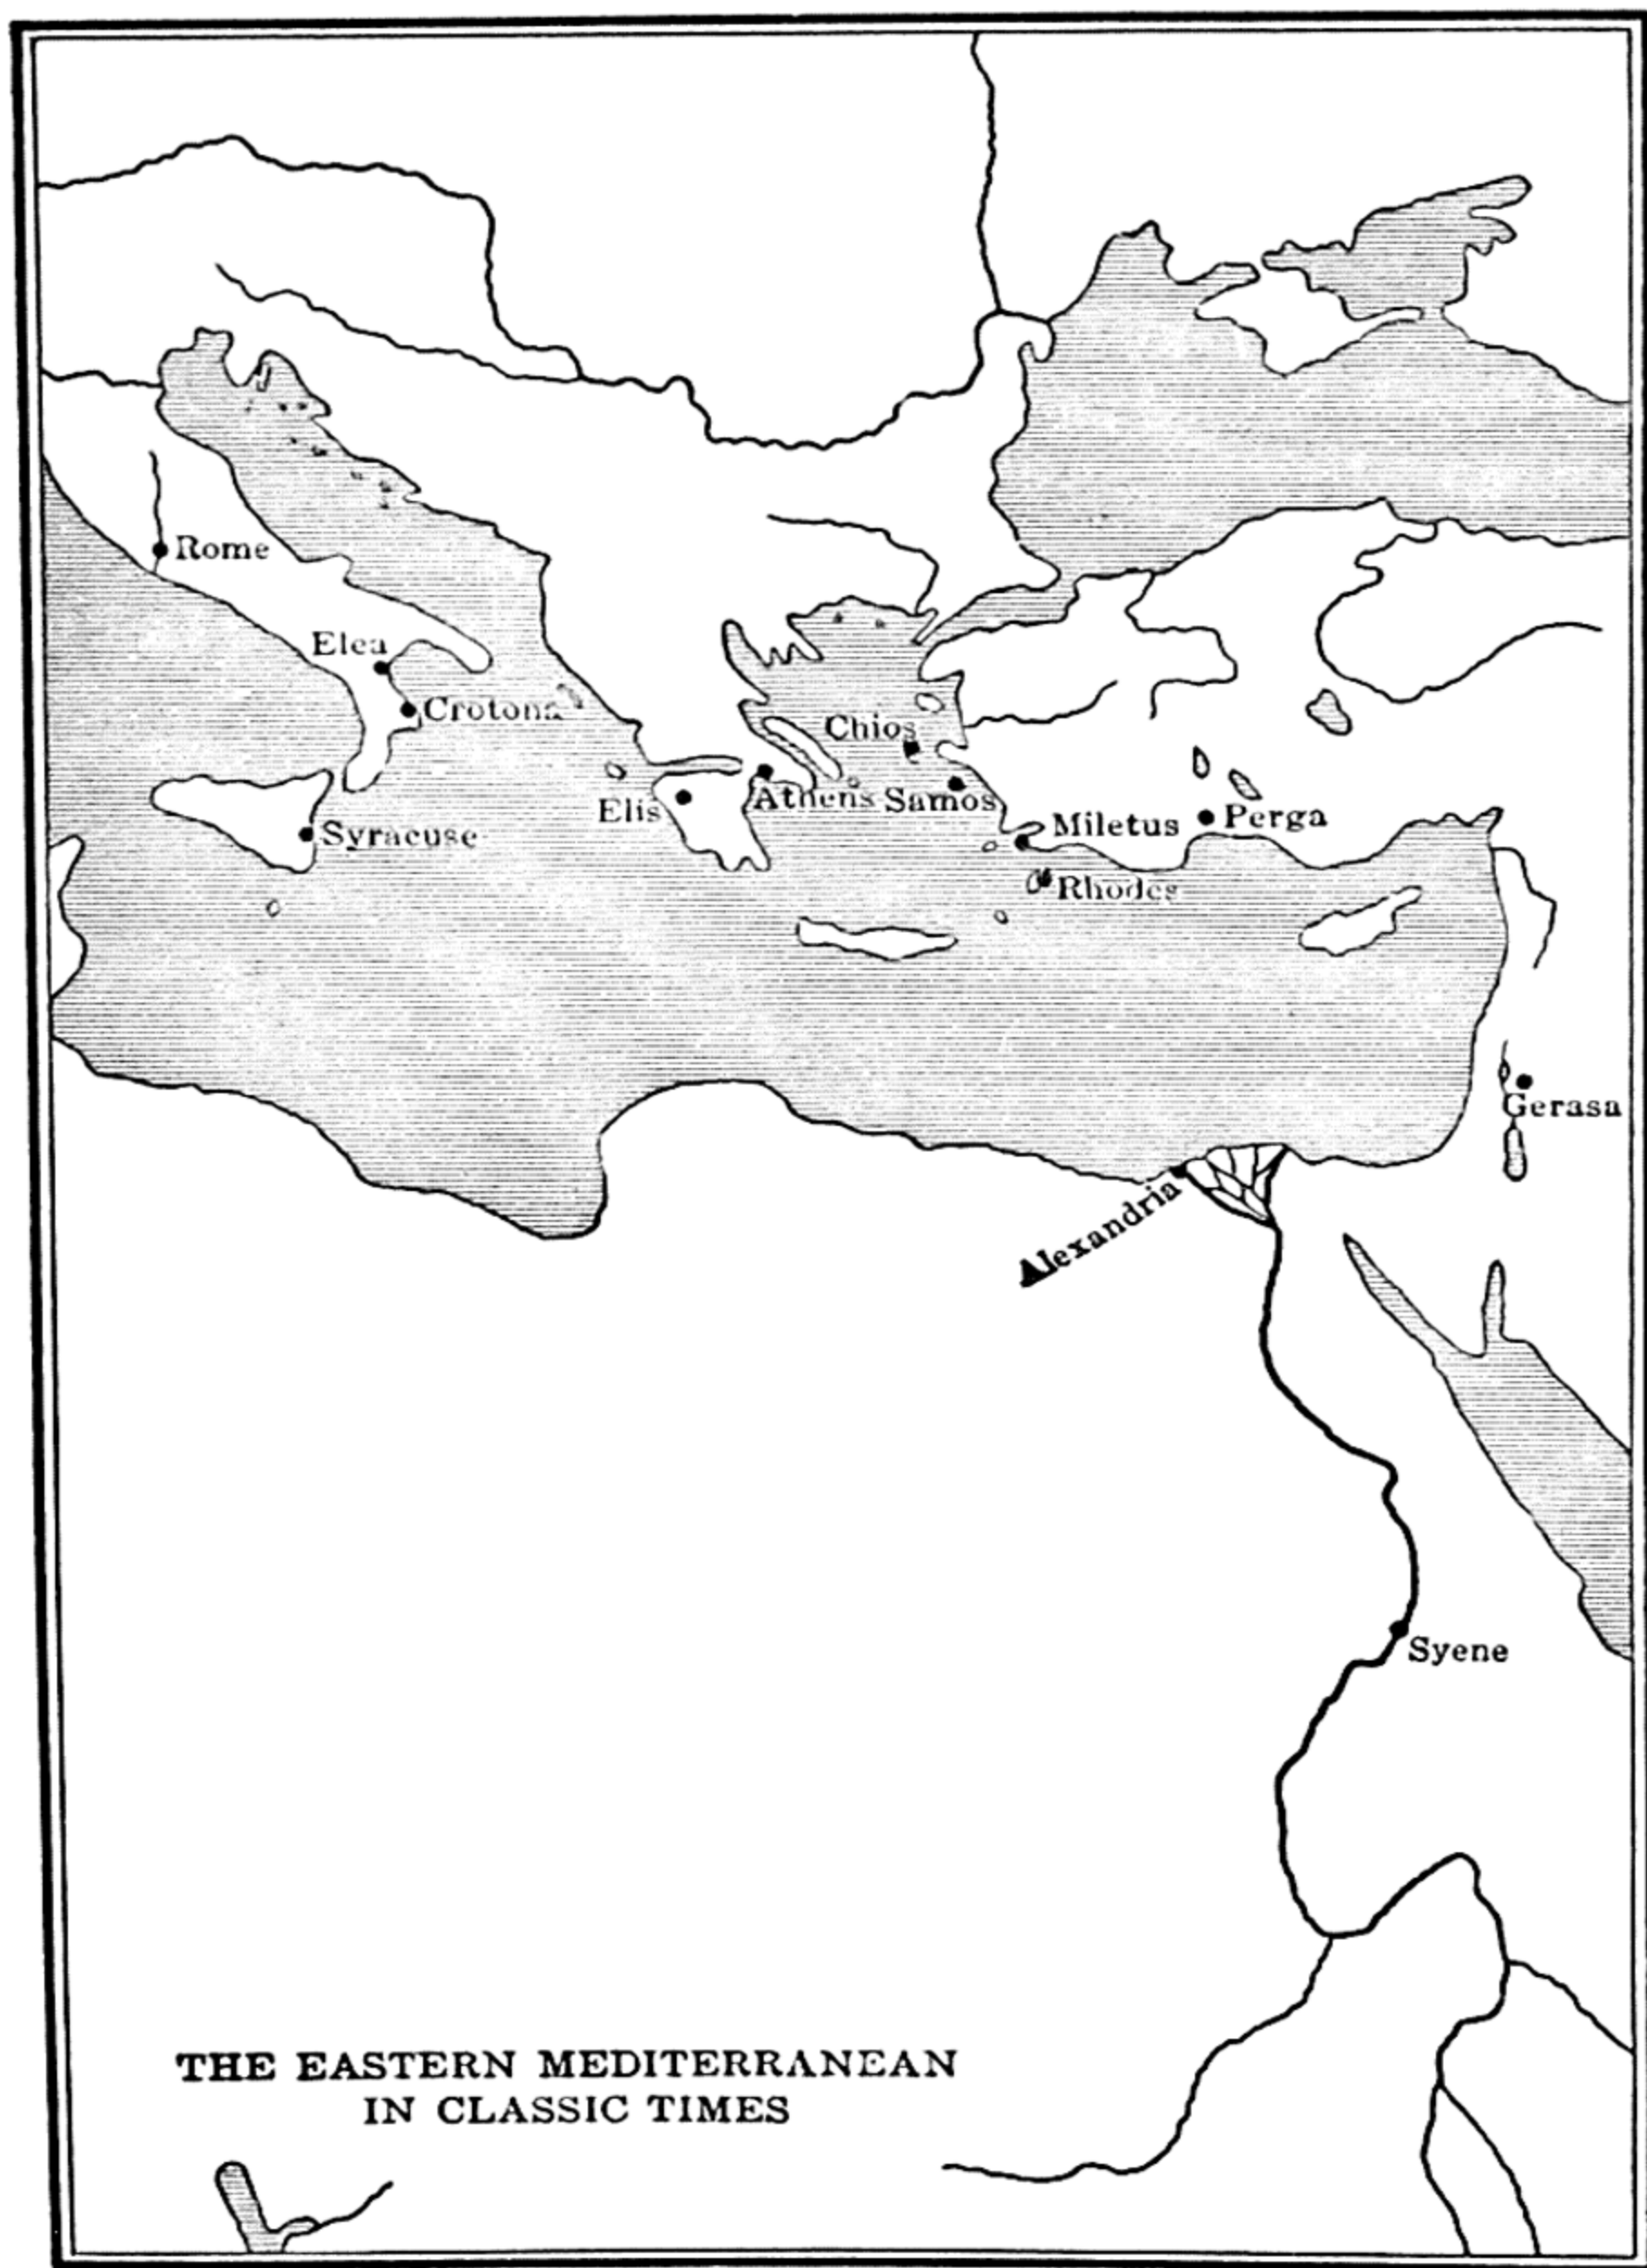 Rome
Elea
Crotona
Chios
Elis
Athens
Samos
Syracuse
Miletus
Perga
Rhodes
Gerasa
Alexandria
Syene
THE EASTERN MEDITERRANEAN
IN CLASSIC TIMES